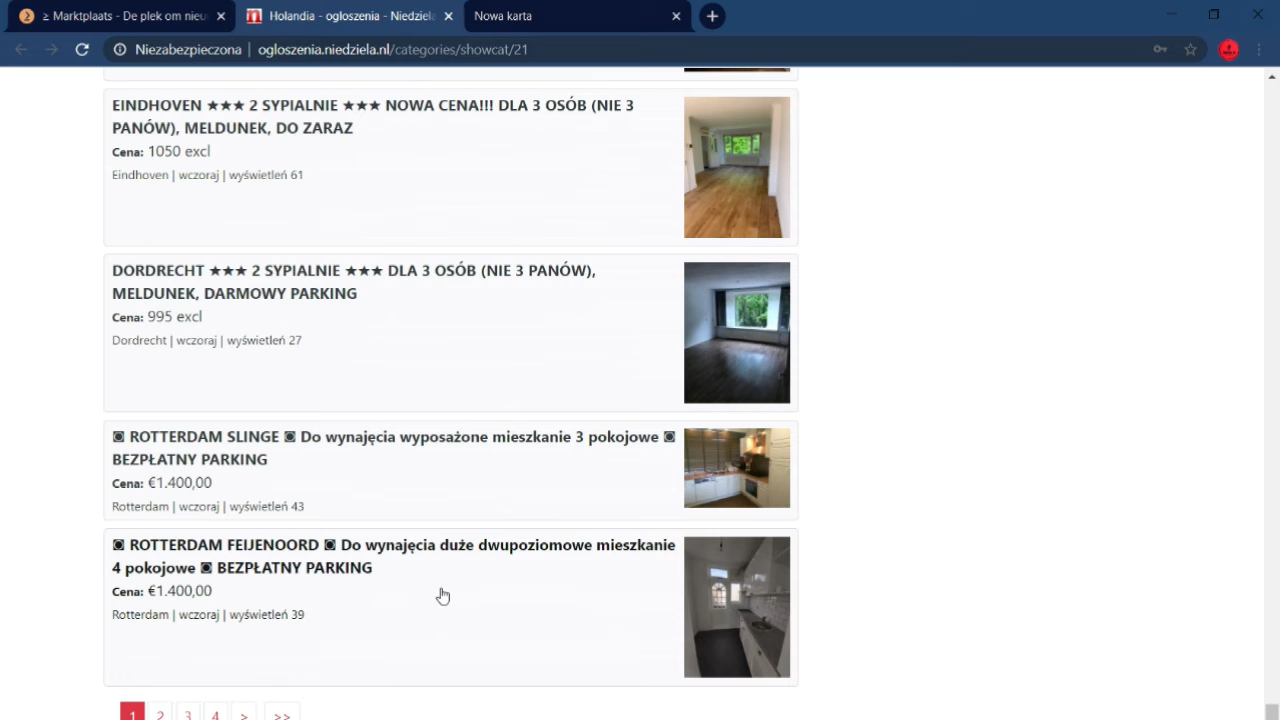 ≥ Marktplaats - De plek om nieu
Holandia - ogloszenia - Niedziela
Nowa karta
Niezabezpieczona | ogloszenia.niedziela.nl/categories/showcat/21
EINDHOVEN ★★★ 2 SYPIALNIE ★★★ NOWA CENA!!! DLA 3 OSÓB (NIE 3
PANÓW), MELDUNEK, DO ZARAZ
Cena: 1050 excl
Eindhoven | wczoraj | wyświetleń 61
DORDRECHT ★★★ 2 SYPIALNIE ★★★ DLA 3 OSÓB (NIE 3 PANÓW),
MELDUNEK, DARMOWY PARKING
Cena: 995 excl
Dordrecht | wczoraj | wyświetleń 27
◙ ROTTERDAM SLINGE ◙ Do wynajęcia wyposażone mieszkanie 3 pokojowe ◙
BEZPŁATNY PARKING
Cena: €1.400,00
Rotterdam | wczoraj | wyświetleń 43
◙ ROTTERDAM FEIJENOORD ◙ Do wynajęcia duże dwupoziomowe mieszkanie
4 pokojowe ◙ BEZPŁATNY PARKING
Cena: €1.400,00
Rotterdam | wczoraj | wyświetleń 39
1 2 3 4 > >>